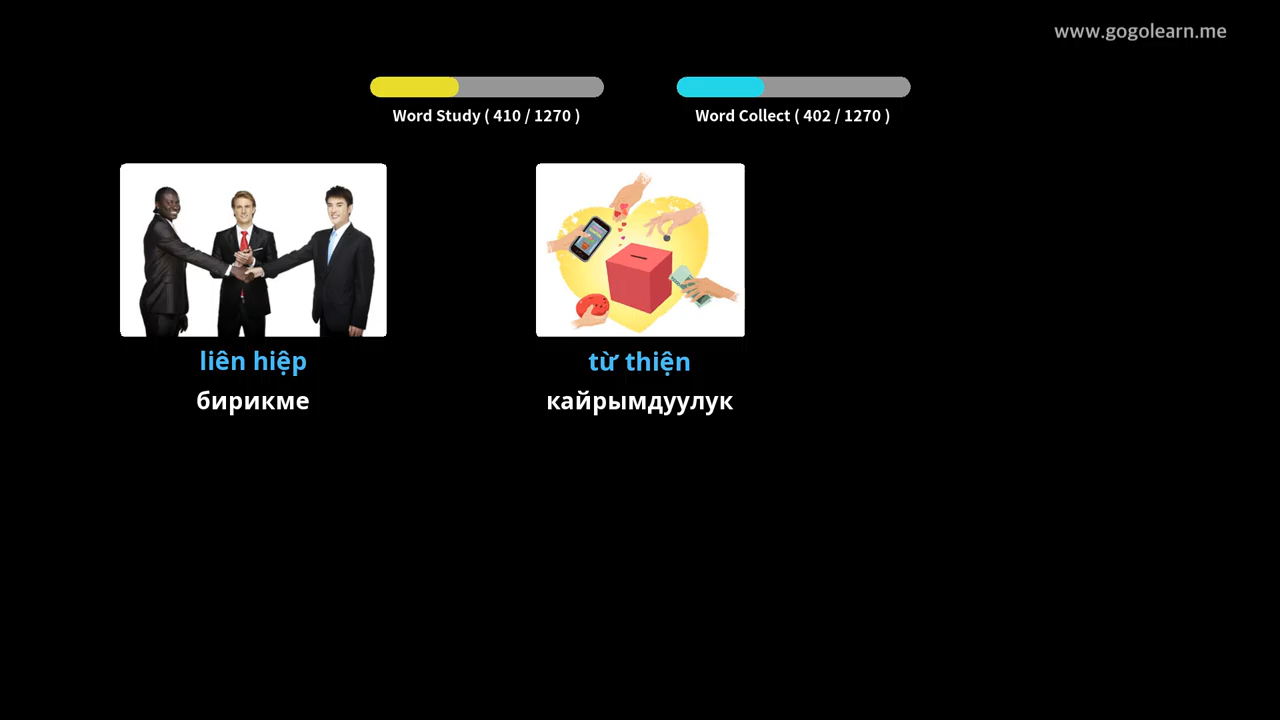 www.gogolearn.me
Word Study ( 410 / 1270 )
Word Collect ( 402 / 1270 )
liên hiệp
từ thiện
бирикме
кайрымдуулук